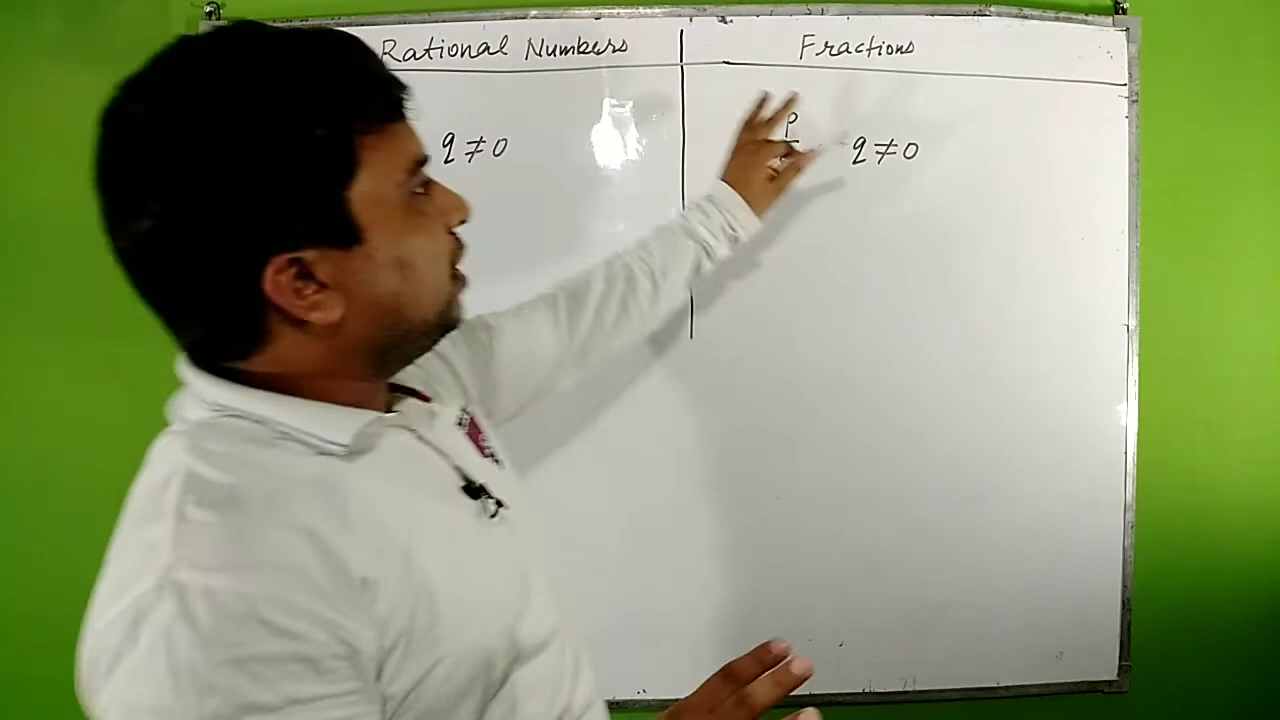 Rational Numbers
Fractions
q ≠ 0
p
q ≠ 0